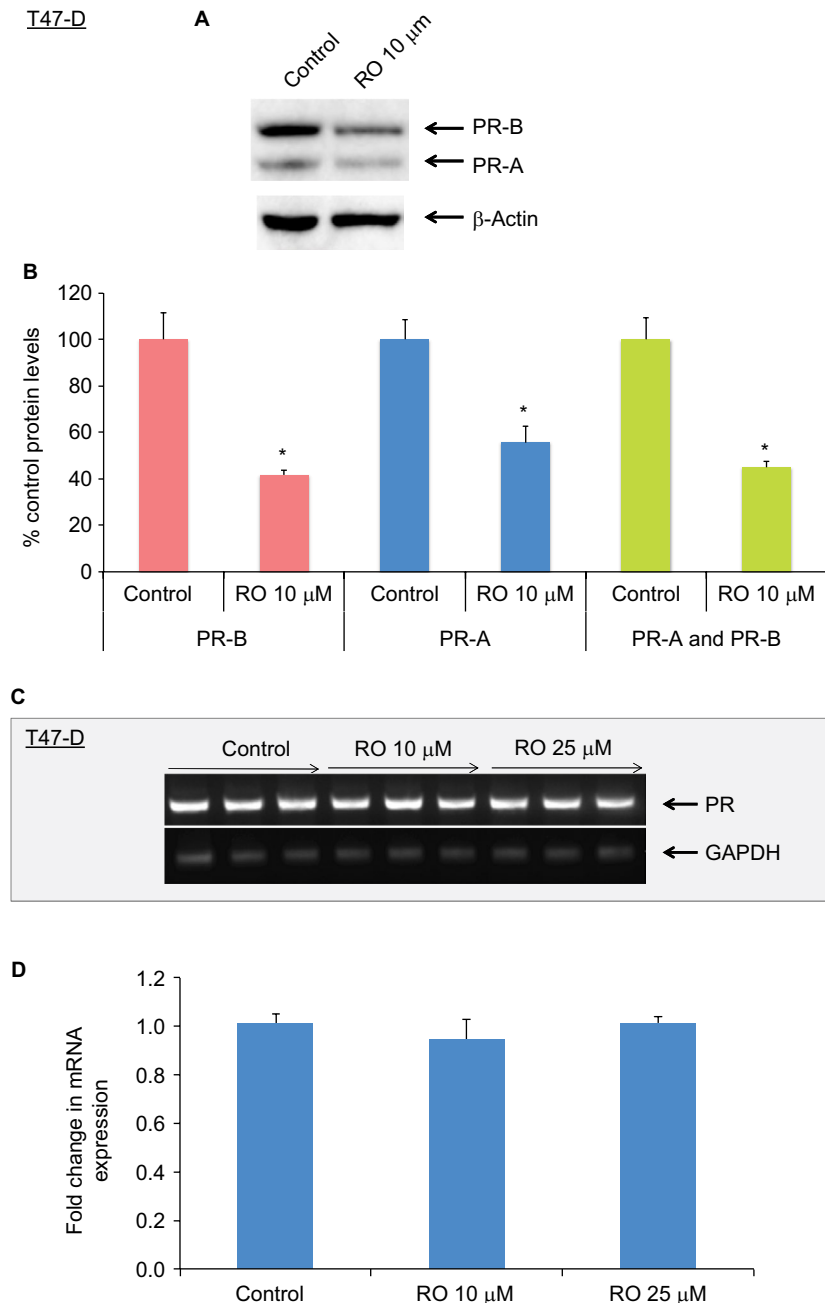 T47-D
A
Control
RO 10 μm
PR-B
PR-A
β-Actin
B
% control protein levels
120
100
80
60
40
20
0
*
*
*
Control RO 10 μM Control RO 10 μM Control RO 10 μM
PR-B PR-A PR-A and PR-B
C
T47-D
Control RO 10 μM RO 25 μM
PR
GAPDH
D
Fold change in mRNA
expression
1.2
1.0
0.8
0.6
0.4
0.2
0.0
Control RO 10 μM RO 25 μM